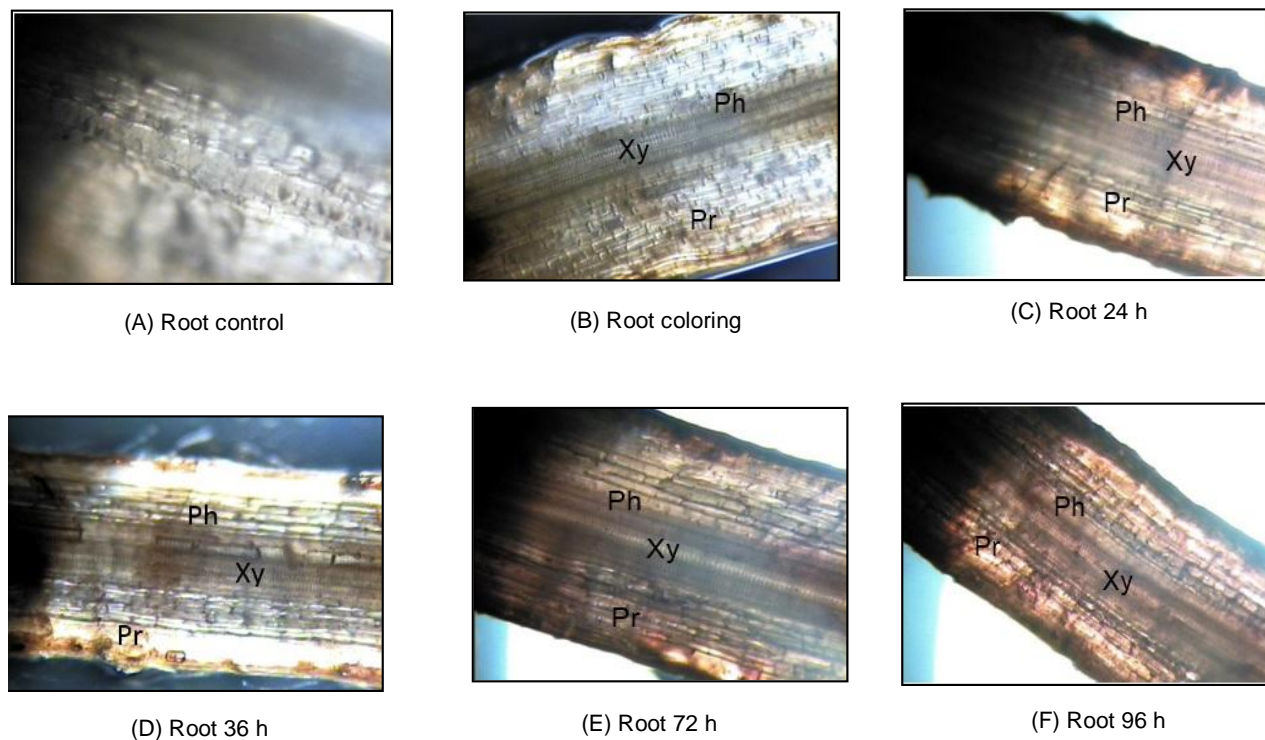 Ph
Xy
Pr
Ph
Xy
Pr
(A) Root control
(B) Root coloring
(C) Root 24 h
Ph
Xy
Pr
Ph
Xy
Pr
Ph
Xy
Pr
(D) Root 36 h
(E) Root 72 h
(F) Root 96 h